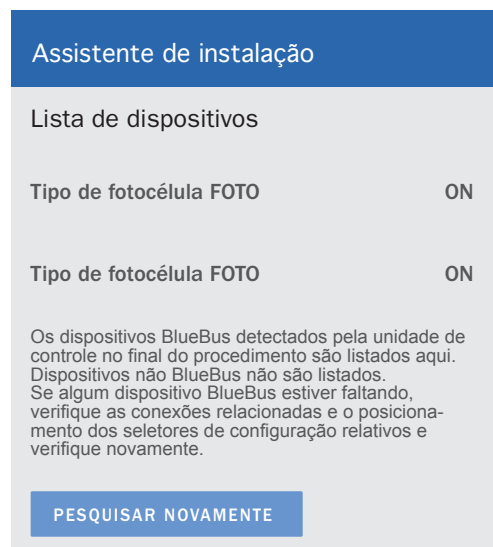 Assistente de instalação
Lista de dispositivos
Tipo de fotocélula FOTO ON
Tipo de fotocélula FOTO ON
Os dispositivos BlueBus detectados pela unidade de
controle no final do procedimento são listados aqui.
Dispositivos não BlueBus não são listados.
Se algum dispositivo BlueBus estiver faltando,
verifique as conexões relacionadas e o posiciona-
mento dos seletores de configuração relativos e
verifique novamente.
PESQUISAR NOVAMENTE